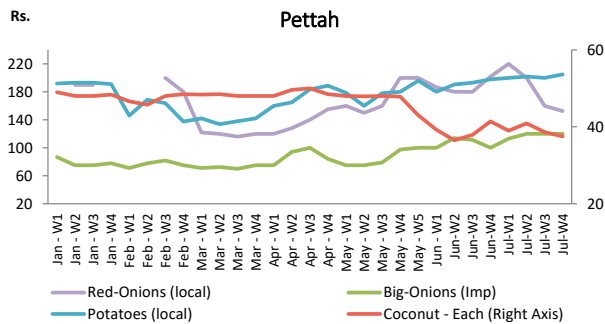 Rs.
Pettah
220
180
140
100
60
20
60
40
20
Jan - W1
Jan - W2
Jan - W3
Jan - W4
Feb - W1
Feb - W2
Feb - W3
Feb - W4
Mar - W1
Mar - W2
Mar - W3
Mar - W4
Apr - W1
Apr - W2
Apr - W3
Apr - W4
May - W1
May - W2
May - W3
May - W4
May - W5
Jun - W1
Jun-W2
Jun-W3
Jun-W4
Jul-W1
Jul-W2
Jul-W3
Jul-W4
Red-Onions (local)
Big-Onions (Imp)
Potatoes (local)
Coconut - Each (Right Axis)